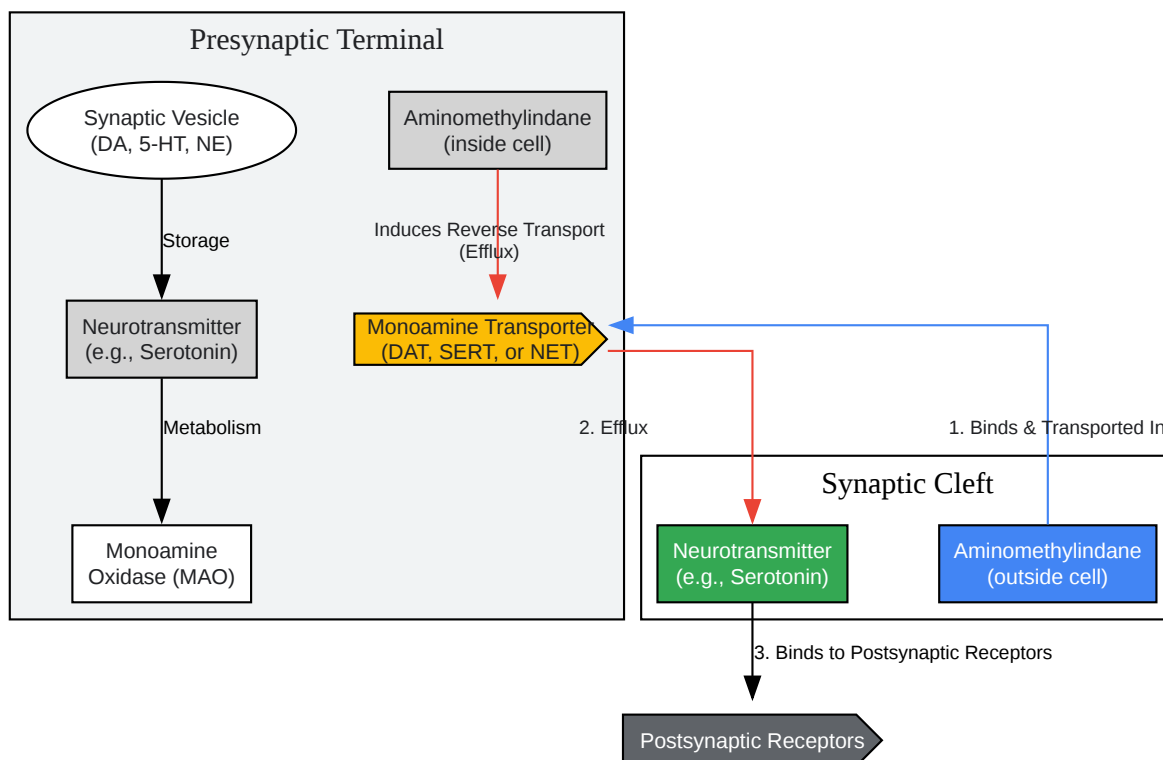 Presynaptic Terminal
Synaptic Vesicle
(DA, 5-HT, NE)
Aminomethylindane
(inside cell)
Storage
Induces Reverse Transport
(Efflux)
Neurotransmitter
(e.g., Serotonin)
Monoamine Transporter
(DAT, SERT, or NET)
Metabolism
2. Efflux
1. Binds & Transported In
Monoamine
Oxidase (MAO)
Synaptic Cleft
Neurotransmitter
(e.g., Serotonin)
Aminomethylindane
(outside cell)
3. Binds to Postsynaptic Receptors
Postsynaptic Receptors